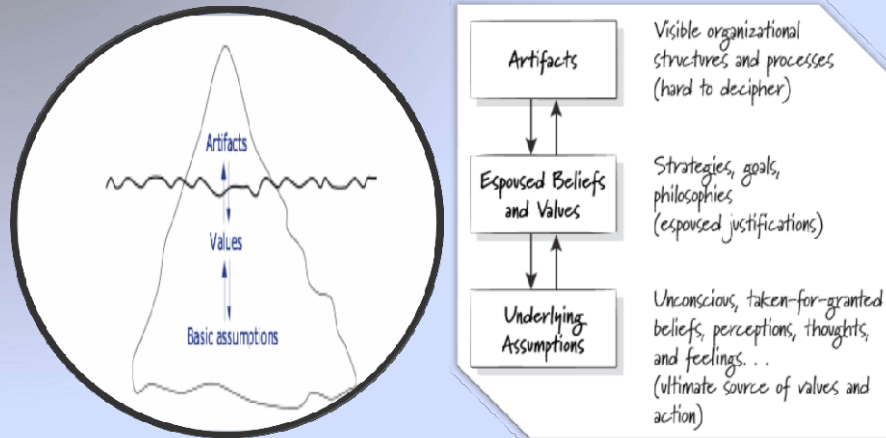 Artifacts
Values
Basic assumptions
Artifacts
Visible organizational
structures and processes
(hard to decipher)
Espoused Beliefs
and Values
Strategies, goals,
philosophies
(espoused justifications)
Underlying
Assumptions
Unconscious, taken-for-granted
beliefs, perceptions, thoughts,
and feelings. . .
(ultimate source of values and
action)